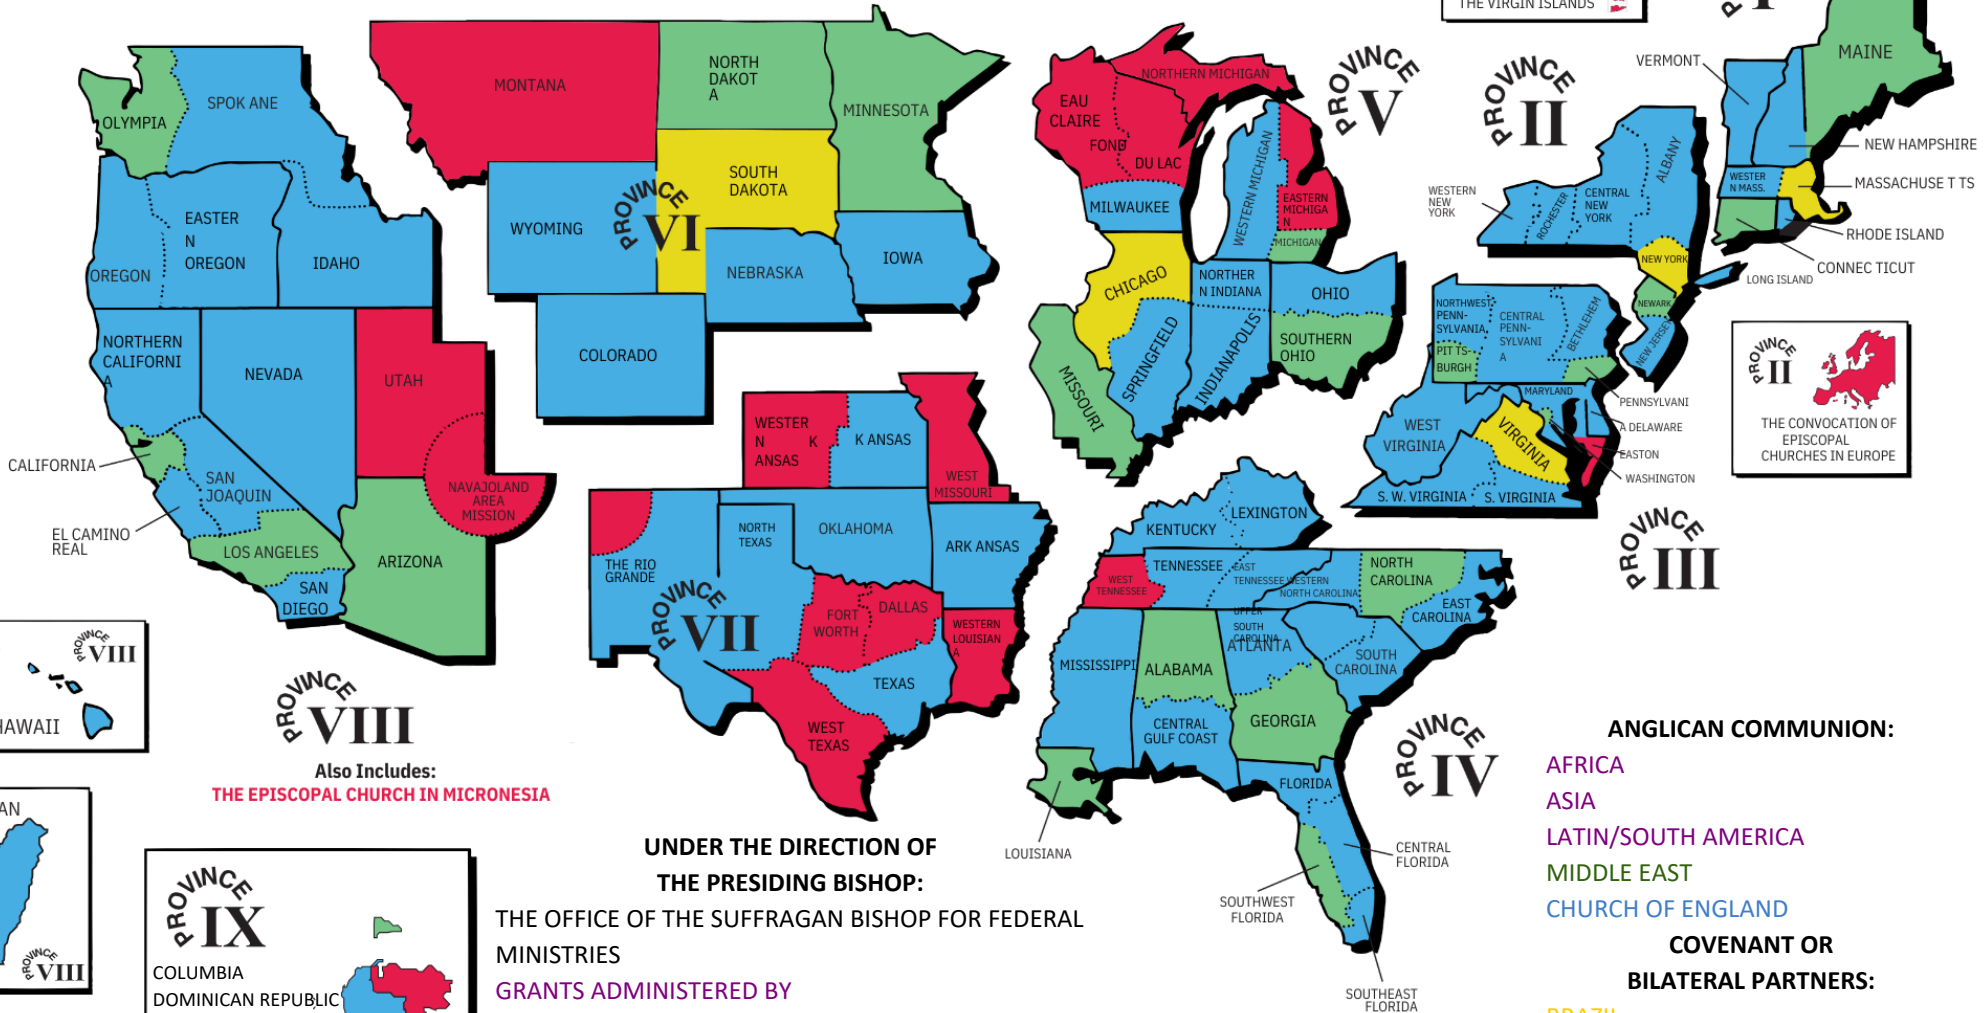 THE VIRGIN ISLANDS
OLYMPIA
SPOK ANE
OREGON
EASTER
N
OREGON
IDAHO
NORTHERN
CALIFORNI
A
NEVADA
UTAH
CALIFORNIA
SAN
JOAQUIN
EL CAMINO
REAL
LOS ANGELES
SAN
DIEGO
ARIZONA
NAVAJOLAND
AREA
MISSION
PROVINCE
VIII
HAWAII
PROVINCE
VIII
Also Includes:
THE EPISCOPAL CHURCH IN MICRONESIA
PROVINCE
VIII
MONTANA
NORTH
DAKOT
A
MINNESOTA
WYOMING
SOUTH
DAKOTA
PROVINCE
VI
NEBRASKA
IOWA
COLORADO
WESTER
N K
ANSAS
K ANSAS
WEST
MISSOURI
THE RIO
GRANDE
NORTH
TEXAS
OKLAHOMA
ARK ANSAS
PROVINCE
VII
FORT
WORTH
DALLAS
WESTERN
LOUISIAN
A
TEXAS
WEST
TEXAS
EAU
CLAIRE
NORTHERN MICHIGAN
FOND
DU LAC
PROVINCE
V
MILWAUKEE
WESTERN MICHIGAN
EASTERN
MICHIGA
N
MICHIGAN
CHICAGO
NORTHER
N INDIANA
OHIO
SOUTHERN
OHIO
MISSOURI
SPRINGFIELD
INDIANAPOLIS
PROVINCE
II
VERMONT
MAINE
NEW HAMPSHIRE
WESTER
N MASS.
MASSACHUSE T TS
RHODE ISLAND
CONNEC TICUT
WESTERN
NEW
YORK
ROCHESTER
CENTRAL
NEW
YORK
ALBANY
NEW YORK
LONG ISLAND
NEWARK
NEW JERSEY
NORTHWEST
PENN-
SYLVANIA
CENTRAL
PENN-
SYLVANI
A
BETHLEHEM
PIT TS-
BURGH
PENNSYLVANI
A
DELAWARE
MARYLAND
EASTON
WASHINGTON
WEST
VIRGINIA
VIRGINIA
S. W. VIRGINIA
S. VIRGINIA
PROVINCE
III
PROVINCE
II
THE CONVOCATION OF
EPISCOPAL
CHURCHES IN EUROPE
KENTUCKY
LEXINGTON
WEST
TENNESSEE
TENNESSEE
EAST
TENNESSEE
WESTERN
NORTH CAROLINA
NORTH
CAROLINA
EAST
CAROLINA
UPPER
SOUTH
CAROLINA
ATLANTA
SOUTH
CAROLINA
MISSISSIPPI
ALABAMA
CENTRAL
GULF COAST
GEORGIA
FLORIDA
PROVINCE
IV
LOUISIANA
CENTRAL
FLORIDA
SOUTHWEST
FLORIDA
SOUTHEAST
FLORIDA
PROVINCE
IX
COLUMBIA
DOMINICAN REPUBLIC
UNDER THE DIRECTION OF
THE PRESIDING BISHOP:
THE OFFICE OF THE SUFFRAGAN BISHOP FOR FEDERAL
MINISTRIES
GRANTS ADMINISTERED BY
ANGLICAN COMMUNION:
AFRICA
ASIA
LATIN/SOUTH AMERICA
MIDDLE EAST
CHURCH OF ENGLAND
COVENANT OR
BILATERAL PARTNERS: